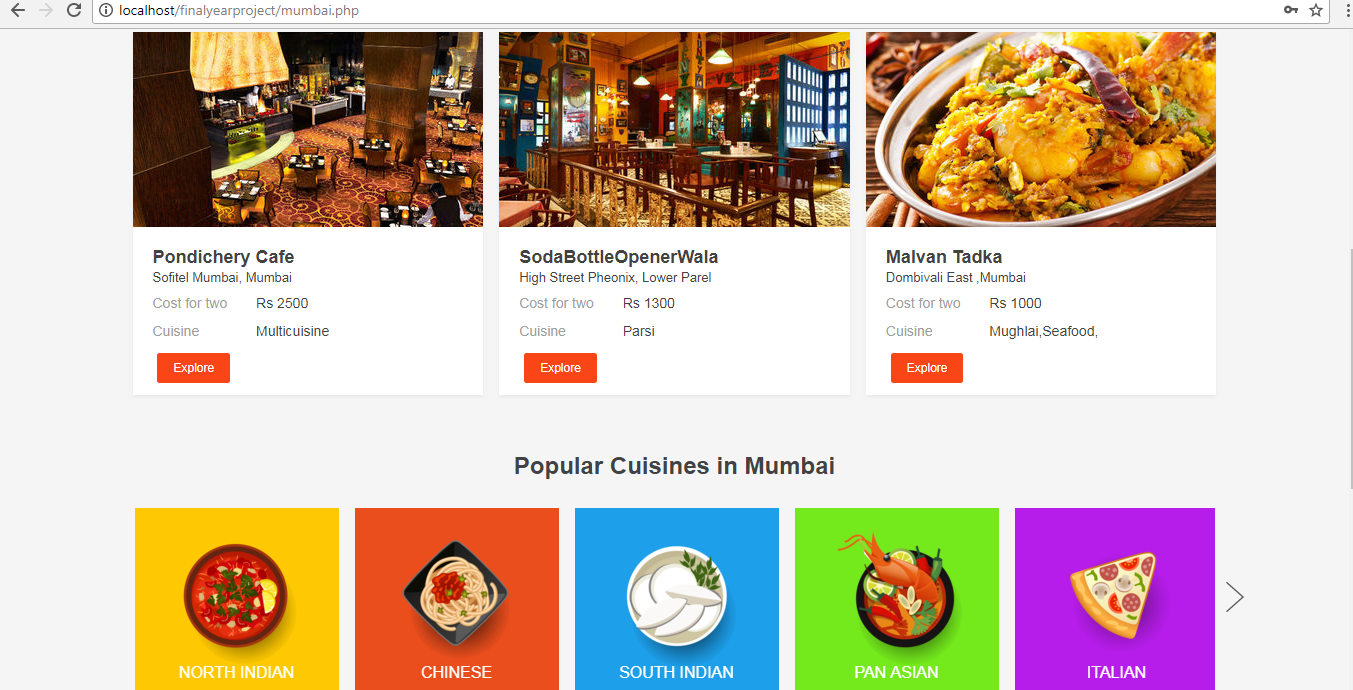 localhost/finalyearproject/mumbai.php
Pondichery Cafe
Sofitel Mumbai, Mumbai
Cost for two Rs 2500
Cuisine Multicuisine
Explore
SodaBottleOpenerWala
High Street Pheonix, Lower Parel
Cost for two Rs 1300
Cuisine Parsi
Explore
Malvan Tadka
Dombivali East ,Mumbai
Cost for two Rs 1000
Cuisine Mughlai,Seafood,
Explore
Popular Cuisines in Mumbai
NORTH INDIAN
CHINESE
SOUTH INDIAN
PAN ASIAN
ITALIAN